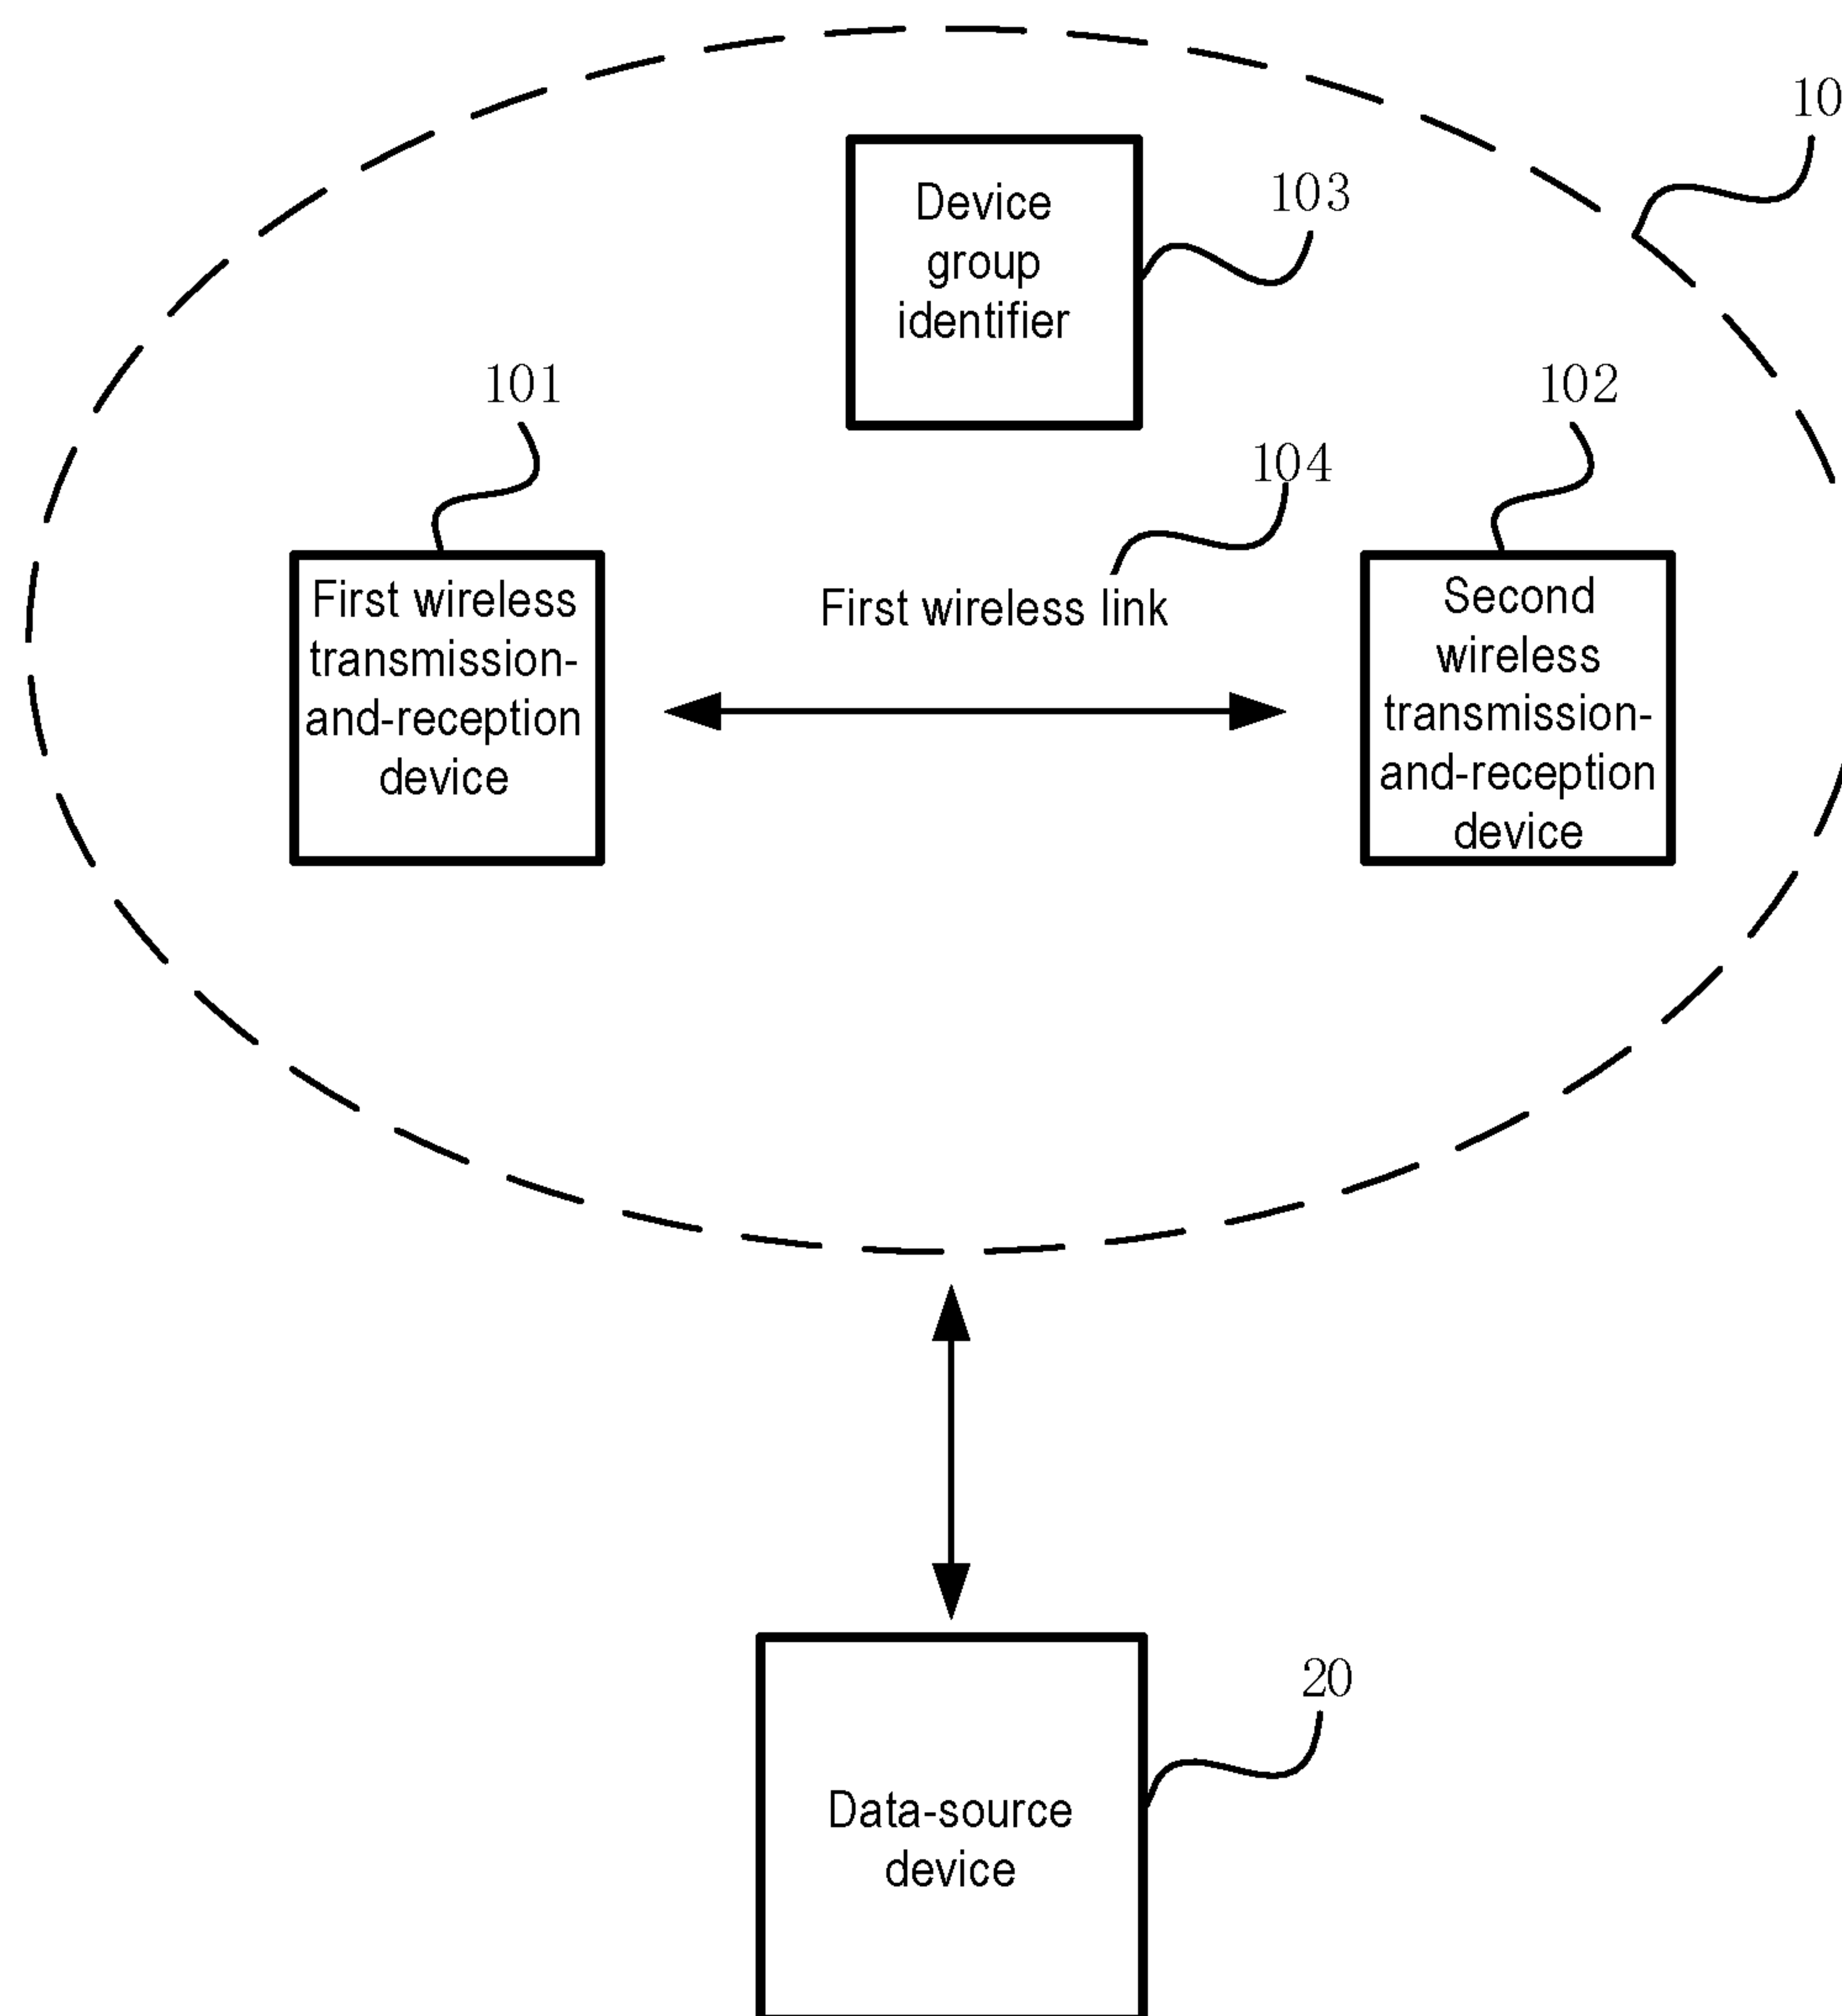 10
Device
group
identifier
103
101
102
104
First wireless
transmission-
and-reception
device
First wireless link
Second
wireless
transmission-
and-reception
device
20
Data-source
device